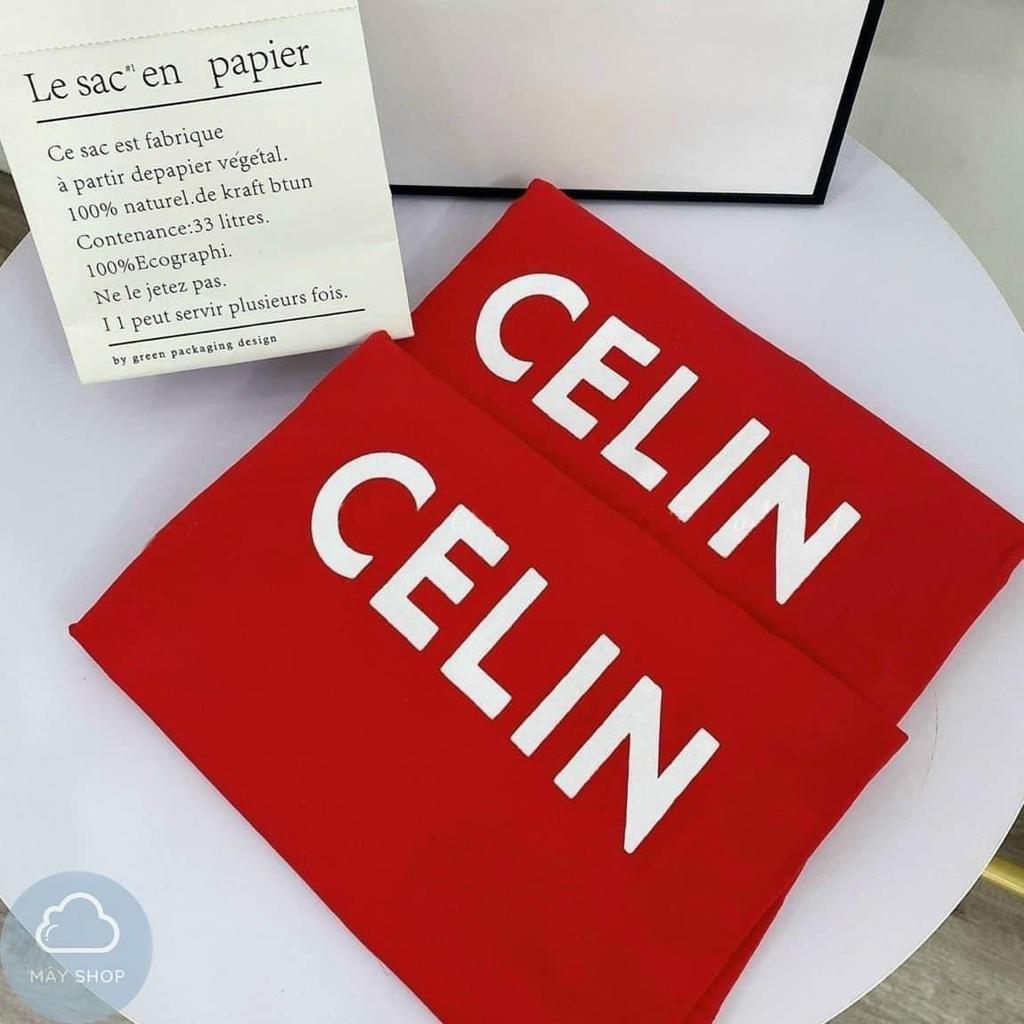 Le sac#1 en papier
Ce sac est fabrique
à partir depapier végétal.
100% naturel.de kraft btun
Contenance:33 litres.
100%Ecographi.
Ne le jetez pas.
I 1 peut servir plusieurs fois.
by green packaging design
CELIN
CELIN
MÂY SHOP